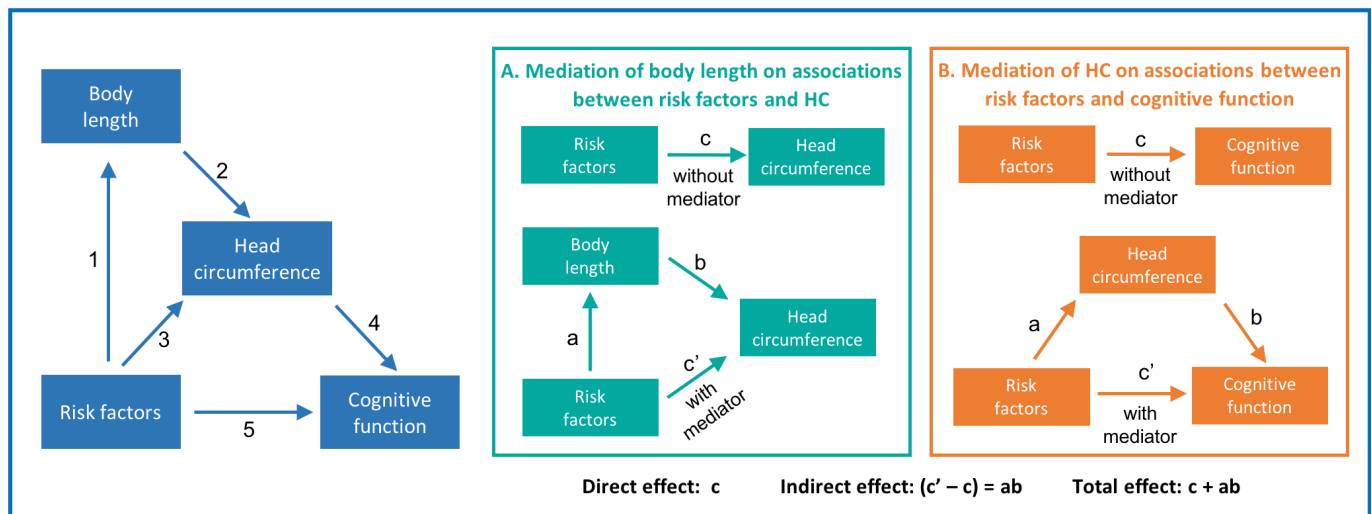 Body
length
2
1
Head
circumference
3
4
Risk factors
5
Cognitive
function
A. Mediation of body length on associations
between risk factors and HC
Risk
factors
c
without
mediator
Head
circumference
Body
length
b
a
Head
circumference
c’
with
mediator
Risk
factors
B. Mediation of HC on associations between
risk factors and cognitive function
Risk
factors
c
without
mediator
Cognitive
function
Head
circumference
a
b
Risk
factors
c’
with
mediator
Cognitive
function
Direct effect: c Indirect effect: (c’ – c) = ab Total effect: c + ab